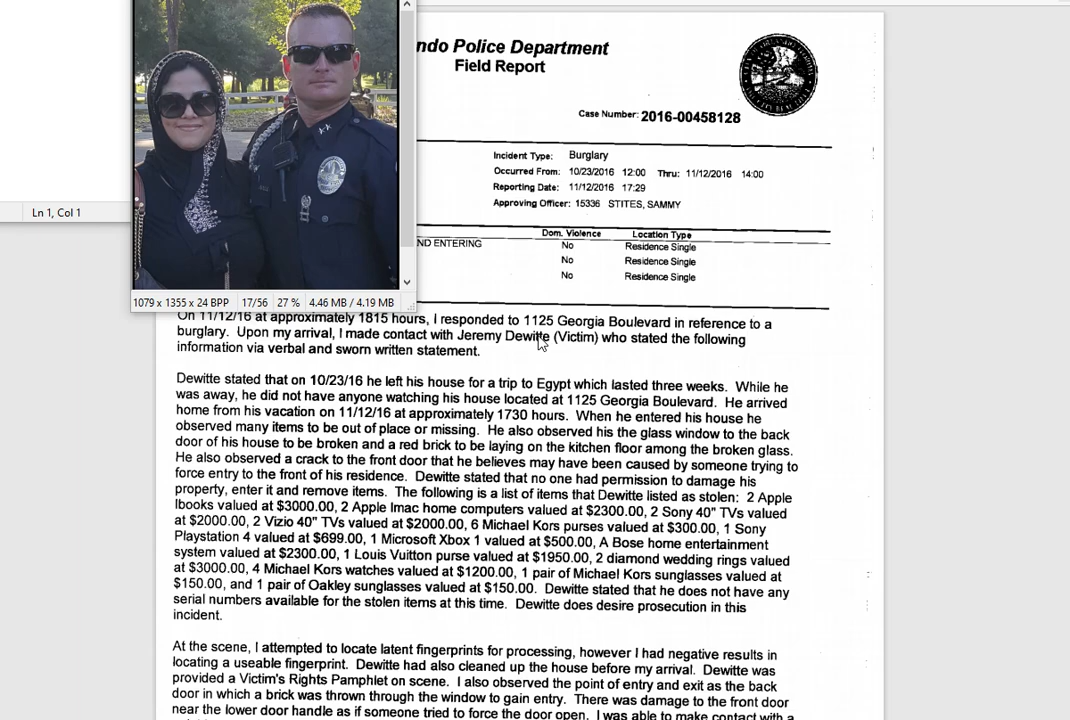 ndo Police Department
Field Report
Case Number: 2016-00458128
Incident Type: Burglary
Occurred From: 10/23/2016 12:00 Thru: 11/12/2016 14:00
Reporting Date: 11/12/2016 17:29
Approving Officer: 15336 STITES, SAMMY
Dom. Violence Location Type
ND ENTERING No Residence Single
No Residence Single
No Residence Single
Ln 1, Col 1
1079 x 1355 x 24 BPP 17/56 27 % 4.46 MB / 4.19 MB
On 11/12/16 at approximately 1815 hours, I responded to 1125 Georgia Boulevard in reference to a
burglary. Upon my arrival, I made contact with Jeremy Dewitte (Victim) who stated the following
information via verbal and sworn written statement.
Dewitte stated that on 10/23/16 he left his house for a trip to Egypt which lasted three weeks. While he
was away, he did not have anyone watching his house located at 1125 Georgia Boulevard. He arrived
home from his vacation on 11/12/16 at approximately 1730 hours. When he entered his house he
observed many items to be out of place or missing. He also observed his the glass window to the back
door of his house to be broken and a red brick to be laying on the kitchen floor among the broken glass.
He also observed a crack to the front door that he believes may have been caused by someone trying to
force entry to the front of his residence. Dewitte stated that no one had permission to damage his
property, enter it and remove items. The following is a list of items that Dewitte listed as stolen: 2 Apple
Ibooks valued at $3000.00, 2 Apple Imac home computers valued at $2300.00, 2 Sony 40" TVs valued
at $2000.00, 2 Vizio 40" TVs valued at $2000.00, 6 Michael Kors purses valued at $300.00, 1 Sony
Playstation 4 valued at $699.00, 1 Microsoft Xbox 1 valued at $500.00, A Bose home entertainment
system valued at $2300.00, 1 Louis Vuitton purse valued at $1950.00, 2 diamond wedding rings valued
at $3000.00, 4 Michael Kors watches valued at $1200.00, 1 pair of Michael Kors sunglasses valued at
$150.00, and 1 pair of Oakley sunglasses valued at $150.00. Dewitte stated that he does not have any
serial numbers available for the stolen items at this time. Dewitte does desire prosecution in this
incident.
At the scene, I attempted to locate latent fingerprints for processing, however I had negative results in
locating a useable fingerprint. Dewitte had also cleaned up the house before my arrival. Dewitte was
provided a Victim's Rights Pamphlet on scene. I also observed the point of entry and exit as the back
door in which a brick was thrown through the window to gain entry. There was damage to the front door
near the lower door handle as if someone tried to force the door open. I was able to make contact with a